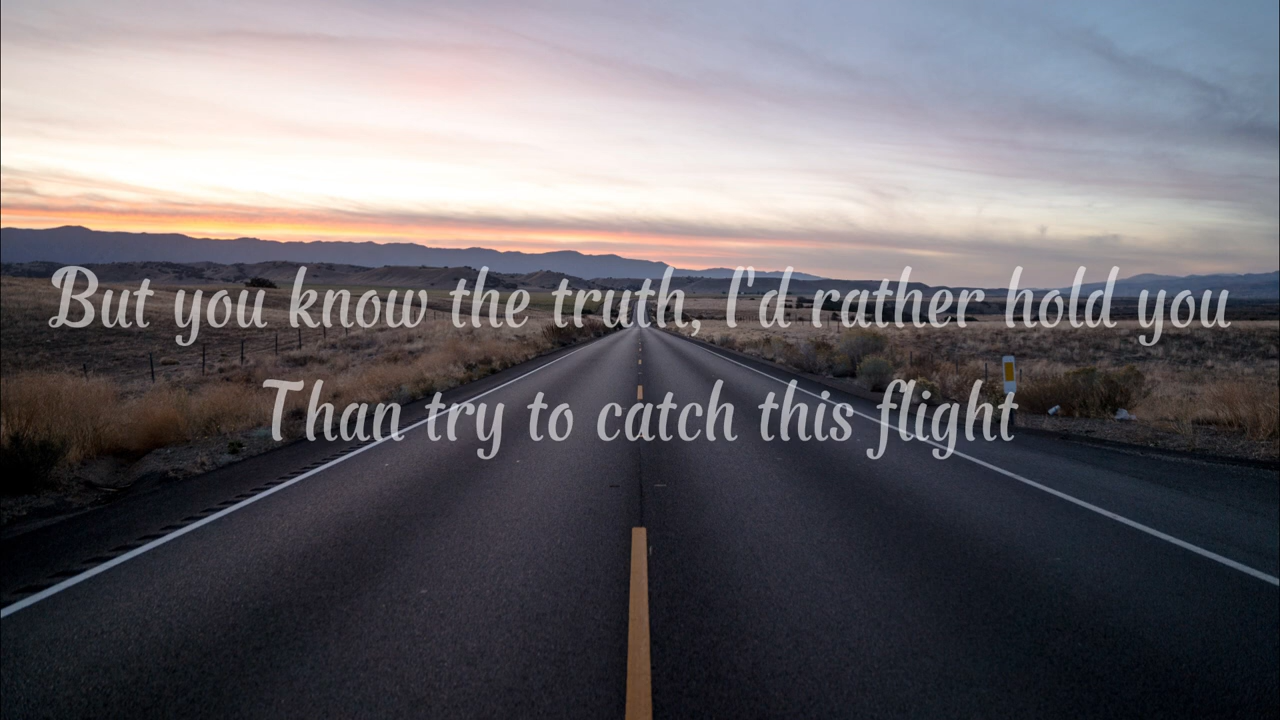 But you know the truth, I'd rather hold you
Than try to catch this flight